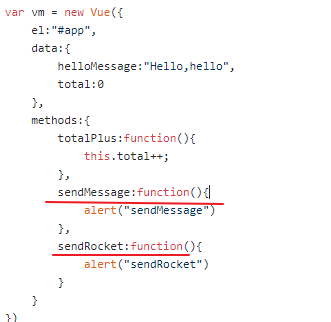 var vm = new Vue({
    el:"#app",
    data:{
        helloMessage:"Hello,hello",
        total:0
    },
    methods:{
        totalPlus:function(){
            this.total++;
        },
        sendMessage:function(){
            alert("sendMessage")
        },
        sendRocket:function(){
            alert("sendRocket")
        }
    }
})